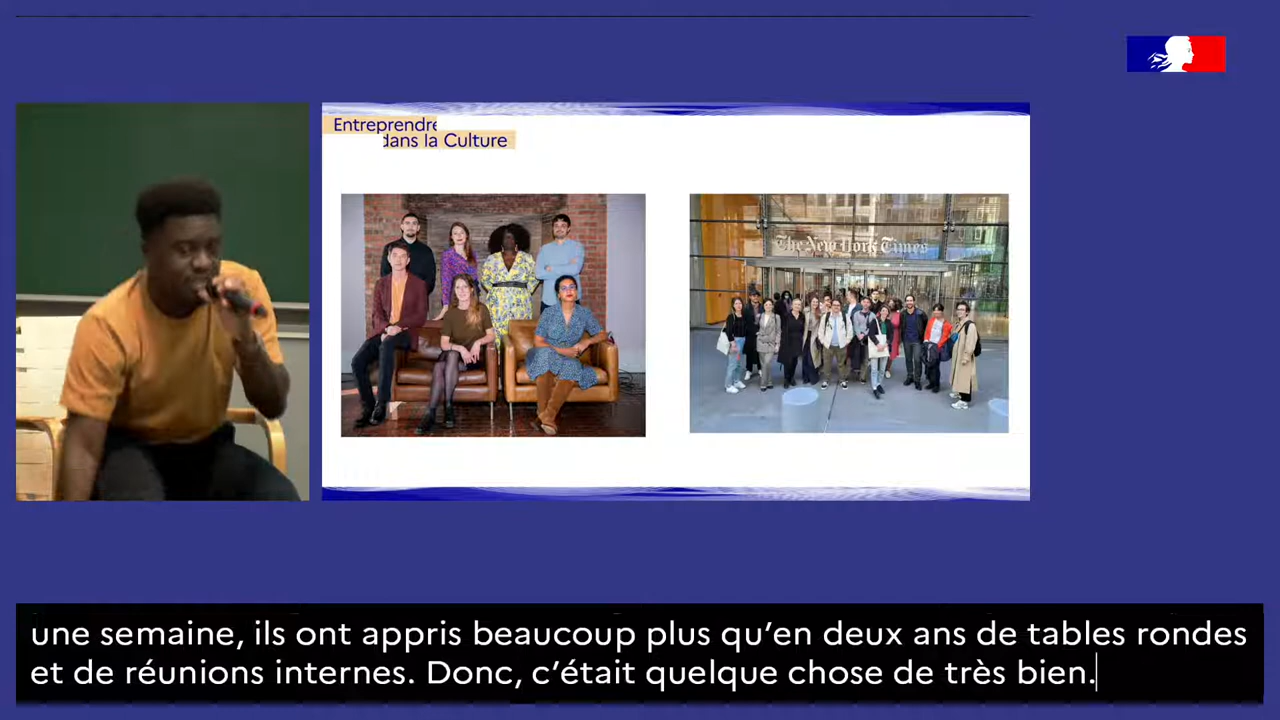 Entreprendre
dans la Culture
The New York Times
une semaine, ils ont appris beaucoup plus qu’en deux ans de tables rondes
et de réunions internes. Donc, c’était quelque chose de très bien.